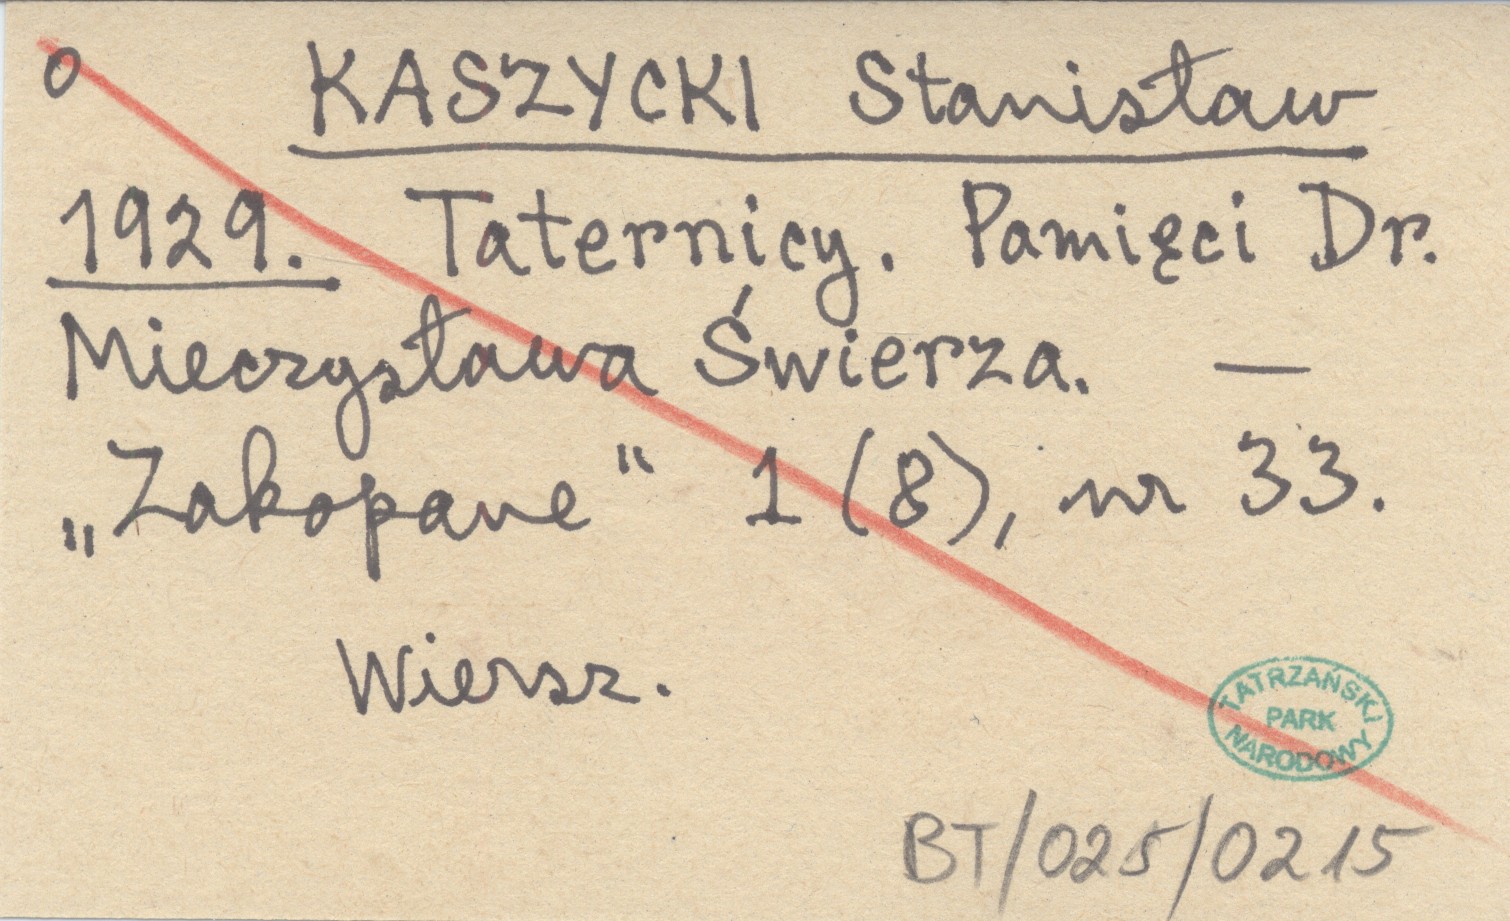 o KASZYCKI Stanisław
1929. Taternicy. Pamięci Dr.
Mieczysława Świerza. —
„Zakopane“ 1 (8), nr 33.
Wiersz.
TATRZAŃSKI
PARK
NARODOWY
BT/025/0215